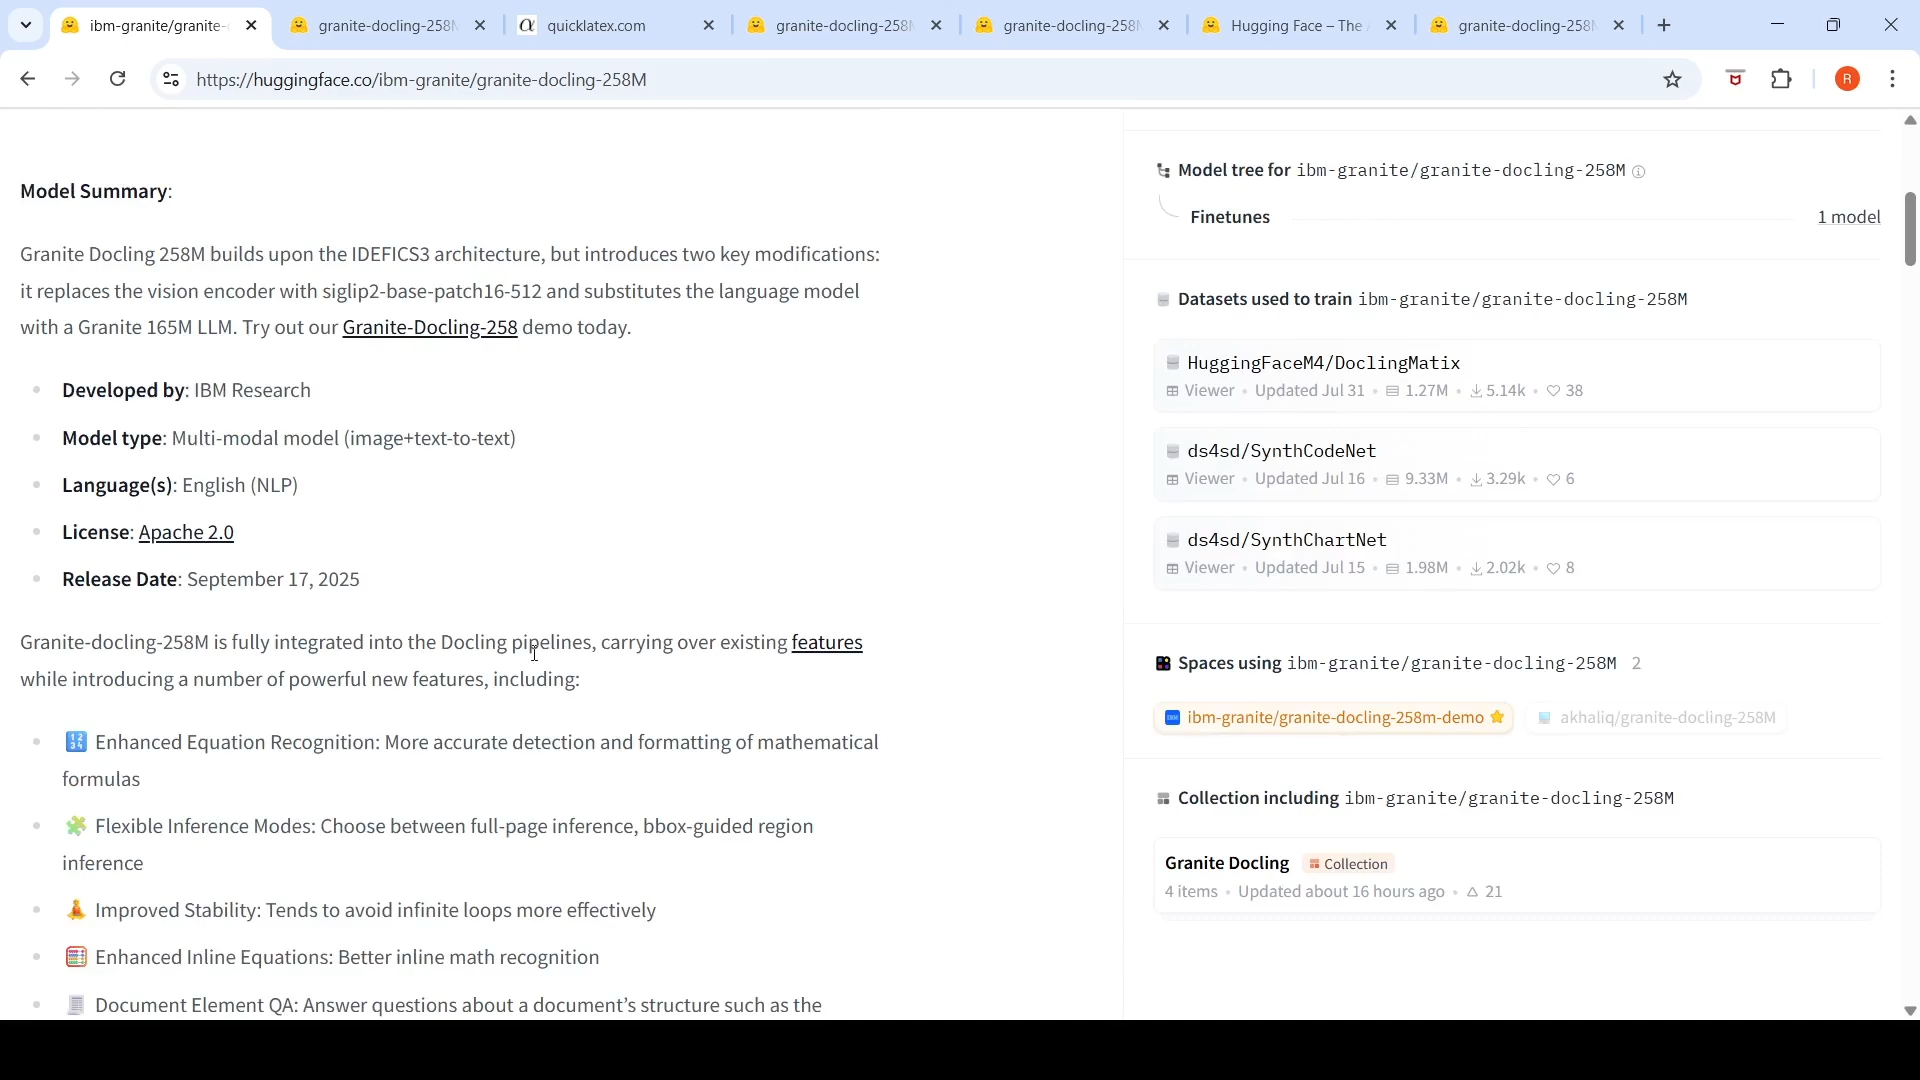 ibm-granite/granite-
granite-docling-258M
quicklatex.com
granite-docling-258M
granite-docling-258M
Hugging Face – The
granite-docling-258M
https://huggingface.co/ibm-granite/granite-docling-258M
R
Model Summary:
Granite Docling 258M builds upon the IDEFICS3 architecture, but introduces two key modifications:
it replaces the vision encoder with siglip2-base-patch16-512 and substitutes the language model
with a Granite 165M LLM. Try out our Granite-Docling-258 demo today.
Developed by: IBM Research
Model type: Multi-modal model (image+text-to-text)
Language(s): English (NLP)
License: Apache 2.0
Release Date: September 17, 2025
Granite-docling-258M is fully integrated into the Docling pipelines, carrying over existing features
while introducing a number of powerful new features, including:
🔢 Enhanced Equation Recognition: More accurate detection and formatting of mathematical
formulas
🧩 Flexible Inference Modes: Choose between full-page inference, bbox-guided region
inference
🧘 Improved Stability: Tends to avoid infinite loops more effectively
🧮 Enhanced Inline Equations: Better inline math recognition
🧾 Document Element QA: Answer questions about a document’s structure such as the
Model tree for ibm-granite/granite-docling-258M
Finetunes 1 model
Datasets used to train ibm-granite/granite-docling-258M
HuggingFaceM4/DoclingMatix
Viewer • Updated Jul 31 • 1.27M • 5.14k • 38
ds4sd/SynthCodeNet
Viewer • Updated Jul 16 • 9.33M • 3.29k • 6
ds4sd/SynthChartNet
Viewer • Updated Jul 15 • 1.98M • 2.02k • 8
Spaces using ibm-granite/granite-docling-258M 2
ibm-granite/granite-docling-258m-demo akhaliq/granite-docling-258M
Collection including ibm-granite/granite-docling-258M
Granite Docling Collection
4 items • Updated about 16 hours ago • 21